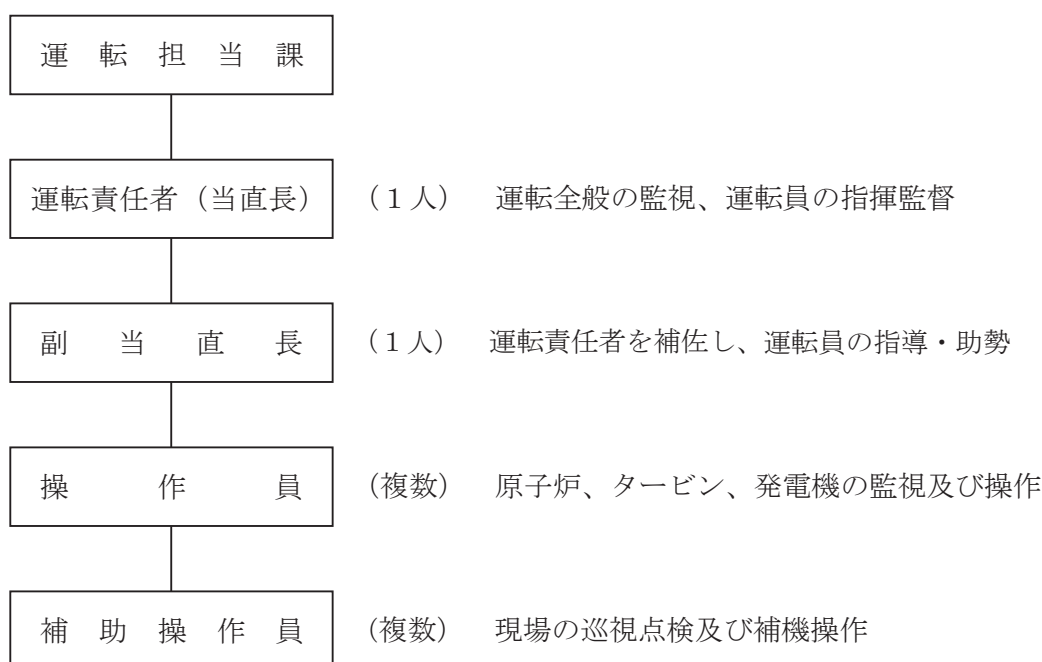 運転担当課
運転責任者（当直長） （１人） 運転全般の監視、運転員の指揮監督
副当直長 （１人） 運転責任者を補佐し、運転員の指導・助勢
操作員 （複数） 原子炉、タービン、発電機の監視及び操作
補助操作員 （複数） 現場の巡視点検及び補機操作